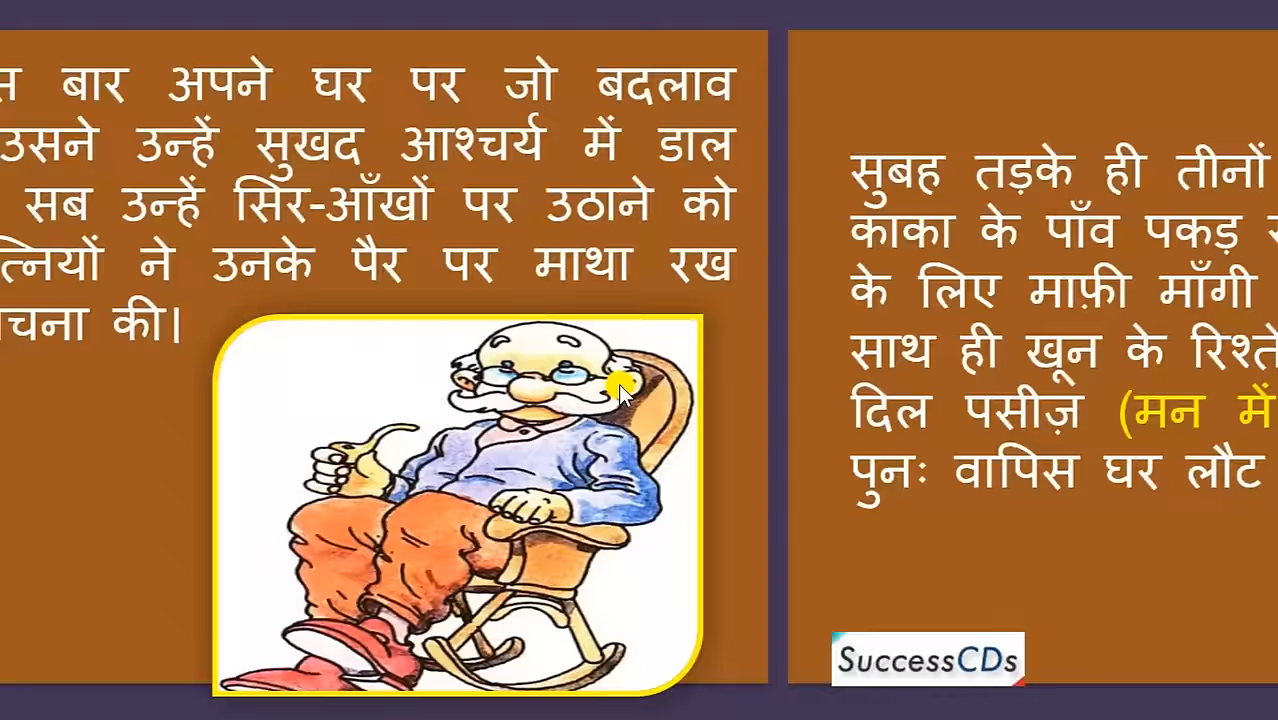 बार अपने घर पर जो बदलाव
उसने उन्हें सुखद आश्चर्य में डाल
सब उन्हें सिर-आँखों पर उठाने को
ने उनके पैर पर माथा रख
की।
सुबह तड़के ही तीनों
काका के पाँव पकड़
के लिए माफ़ी माँगी
साथ ही खून के रिश्ते
दिल पसीज़ (मन में
पुनः वापिस घर लौट
SuccessCDs